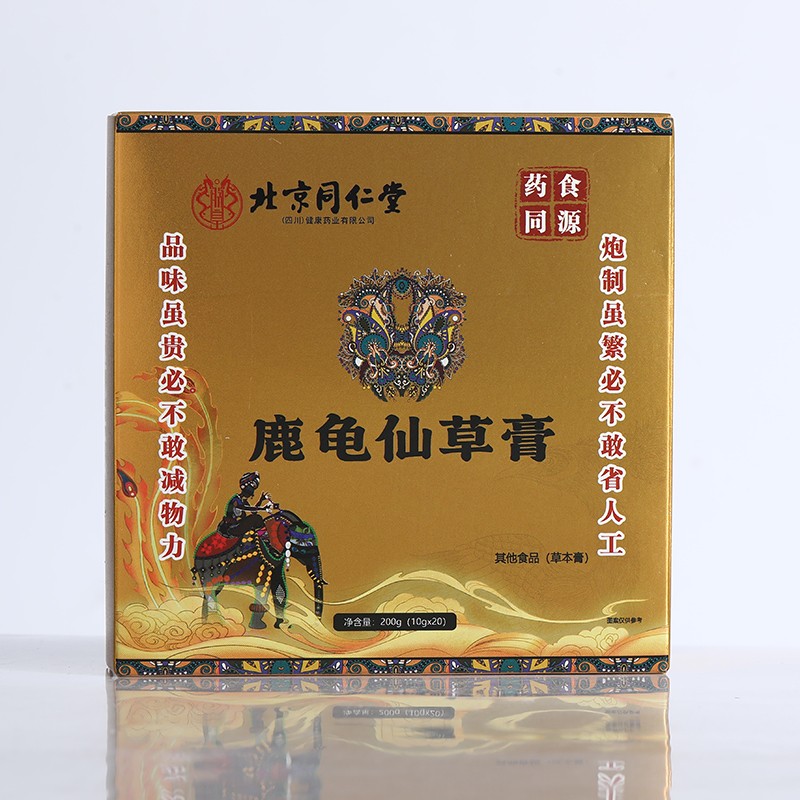 北京同仁堂
(四川)健康药业有限公司
药食
同源
炮制虽繁必不敢省人工
品味虽贵必不敢减物力
鹿龟仙草膏
其他食品（草本膏）
净含量：200g（10gx20）
图案仅供参考